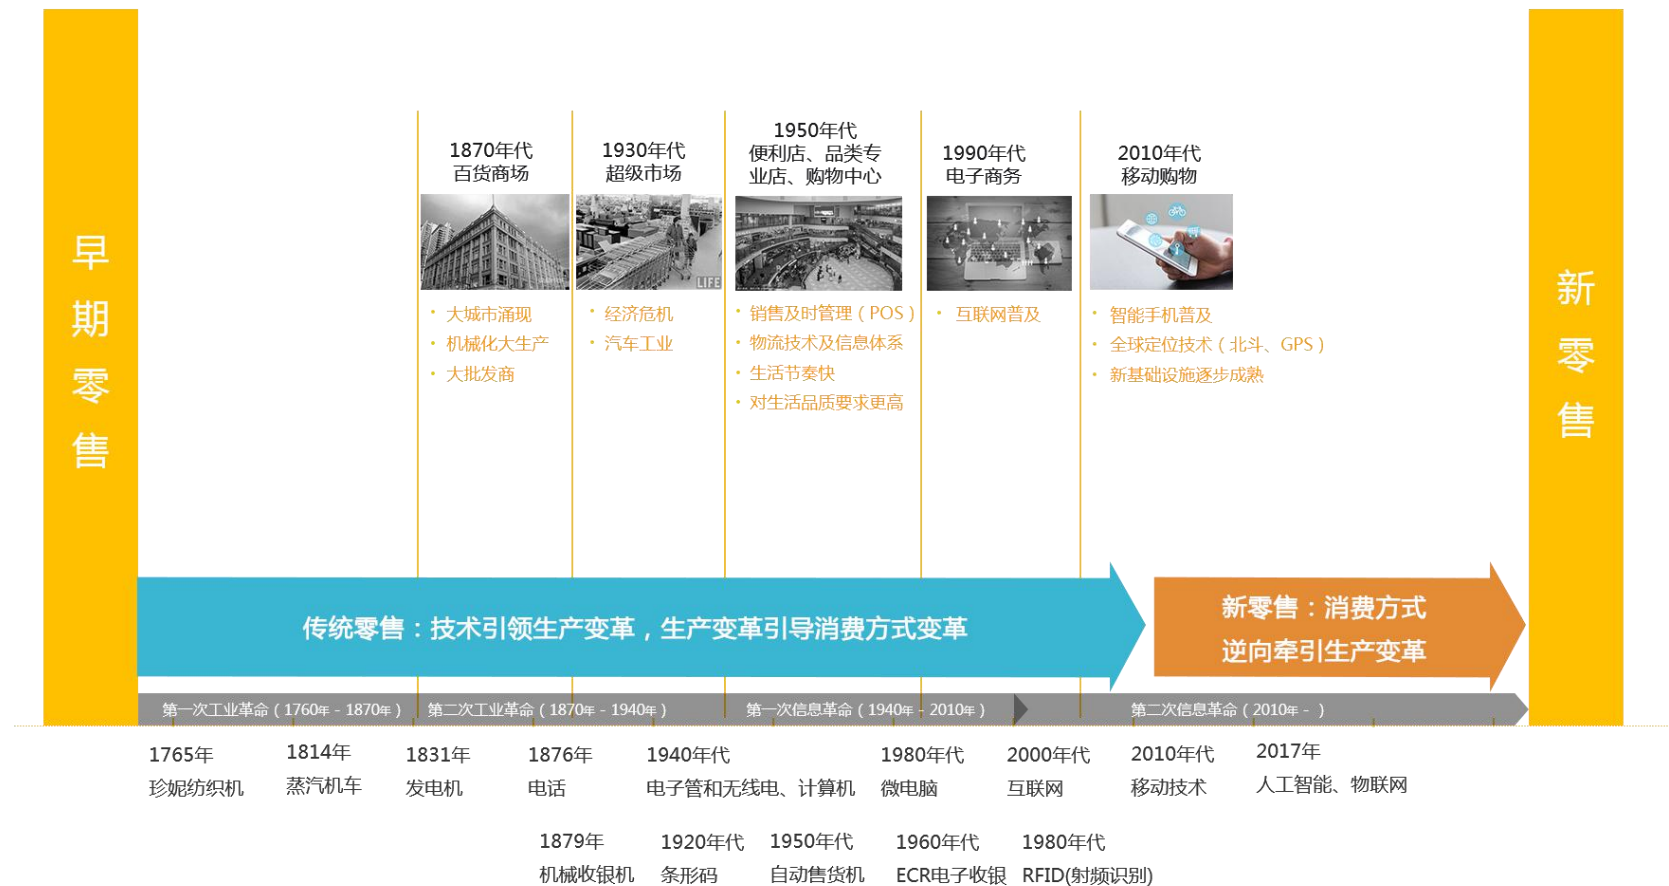 早期零售
1870年代
百货商场
大城市涌现
机械化大生产
大批发商
1930年代
超级市场
LIFE
经济危机
汽车工业
1950年代
便利店、品类专
业店、购物中心
销售及时管理（POS）
物流技术及信息体系
生活节奏快
对生活品质要求更高
1990年代
电子商务
互联网普及
2010年代
移动购物
智能手机普及
全球定位技术（北斗、GPS）
新基础设施逐步成熟
新零售
传统零售：技术引领生产变革，生产变革引导消费方式变革
新零售：消费方式
逆向牵引生产变革
第一次工业革命（1760年－1870年）
第二次工业革命（1870年－1940年）
第一次信息革命（1940年－2010年）
第二次信息革命（2010年－ ）
1765年
珍妮纺织机
1814年
蒸汽机车
1831年
发电机
1876年
电话
1940年代
电子管和无线电、计算机
1980年代
微电脑
2000年代
互联网
2010年代
移动技术
2017年
人工智能、物联网
1879年
机械收银机
1920年代
条形码
1950年代
自动售货机
1960年代
ECR电子收银
1980年代
RFID(射频识别)